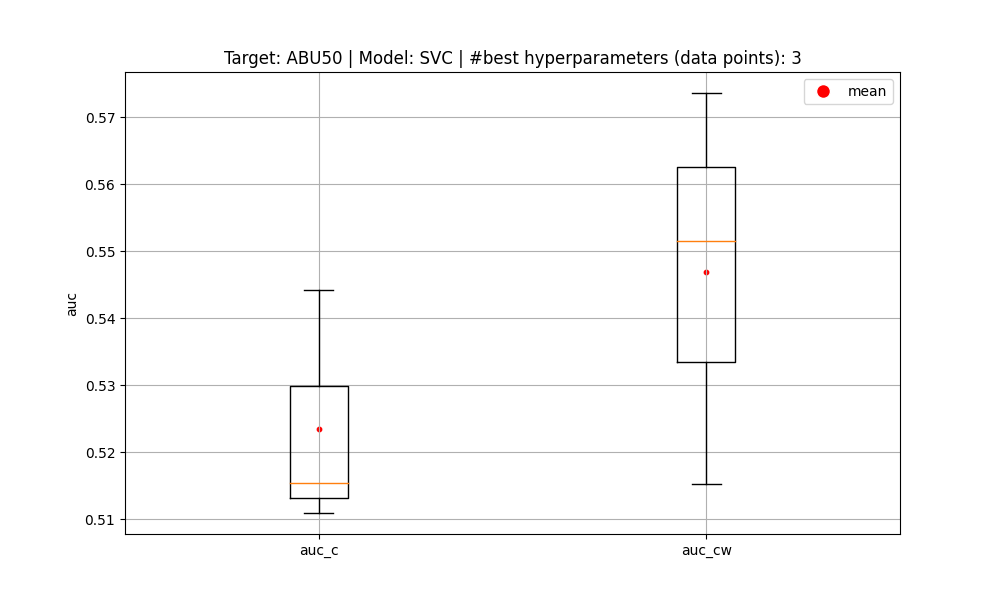 Target: ABU50 | Model: SVC | #best hyperparameters (data points): 3
mean
0.57
0.56
0.55
0.54
0.53
0.52
0.51
auc
auc_c
auc_cw